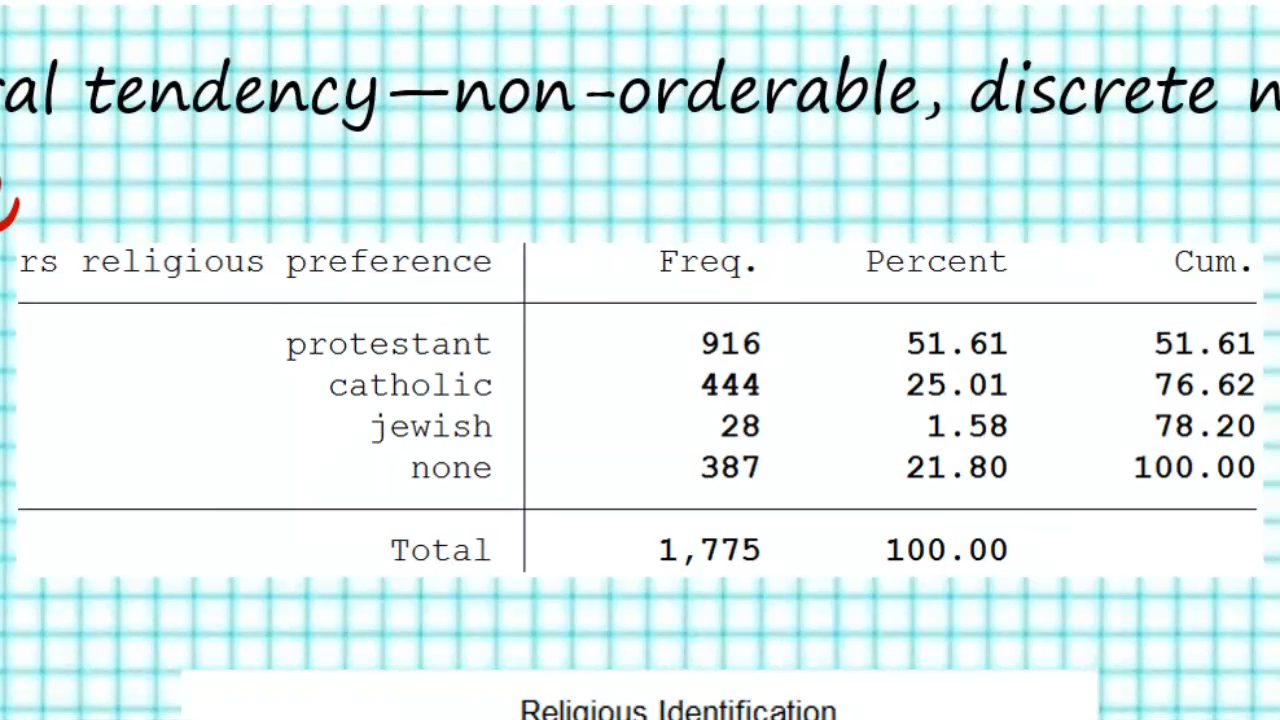 ral tendency—non-orderable, discrete n
rs religious preference Freq. Percent Cum.
protestant 916 51.61 51.61
catholic 444 25.01 76.62
jewish 28 1.58 78.20
none 387 21.80 100.00
Total 1,775 100.00
Religious Identification